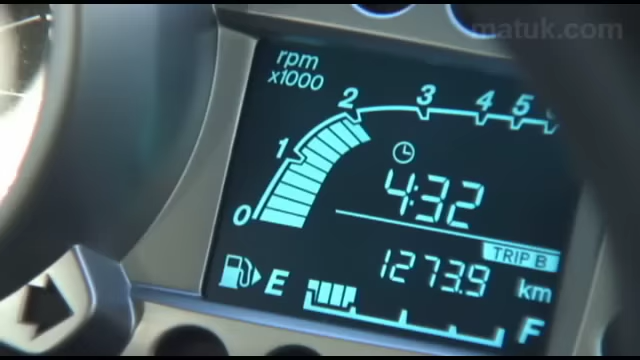 matuk.com
rpm
x1000
0 1 2 3 4 5
4:32
TRIP B
1273.9 km
E F